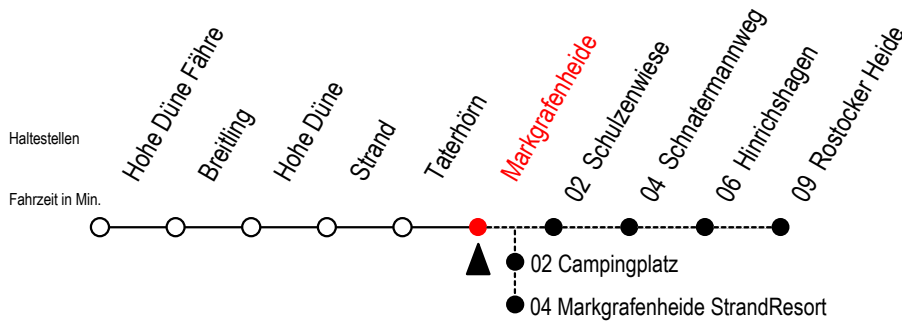 Haltestellen
Fahrzeit in Min.
Hohe Düne Fähre
Breitling
Hohe Düne
Strand
Taterhörn
Markgrafenheide
02 Schulzenwiese
04 Schnatermannweg
06 Hinrichshagen
09 Rostocker Heide
02 Campingplatz
04 Markgrafenheide StrandResort